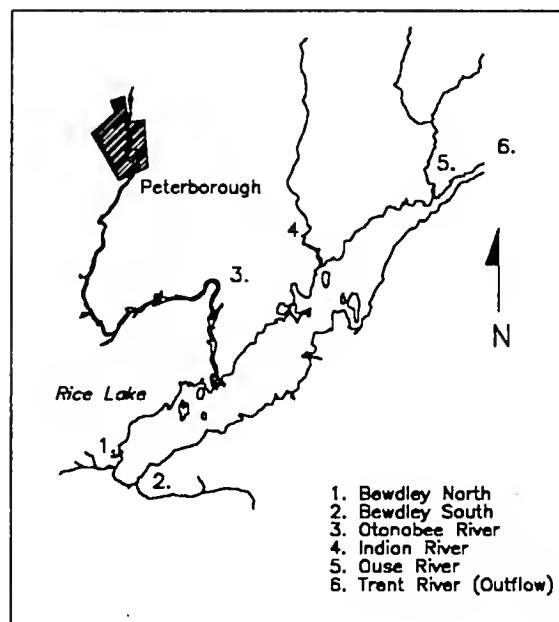 6.
5.
Peterborough
4.
3.
N
Rice Lake
1.
2.
1. Bewdley North
2. Bewdley South
3. Otonabee River
4. Indian River
5. Ouse River
6. Trent River (Outflow)